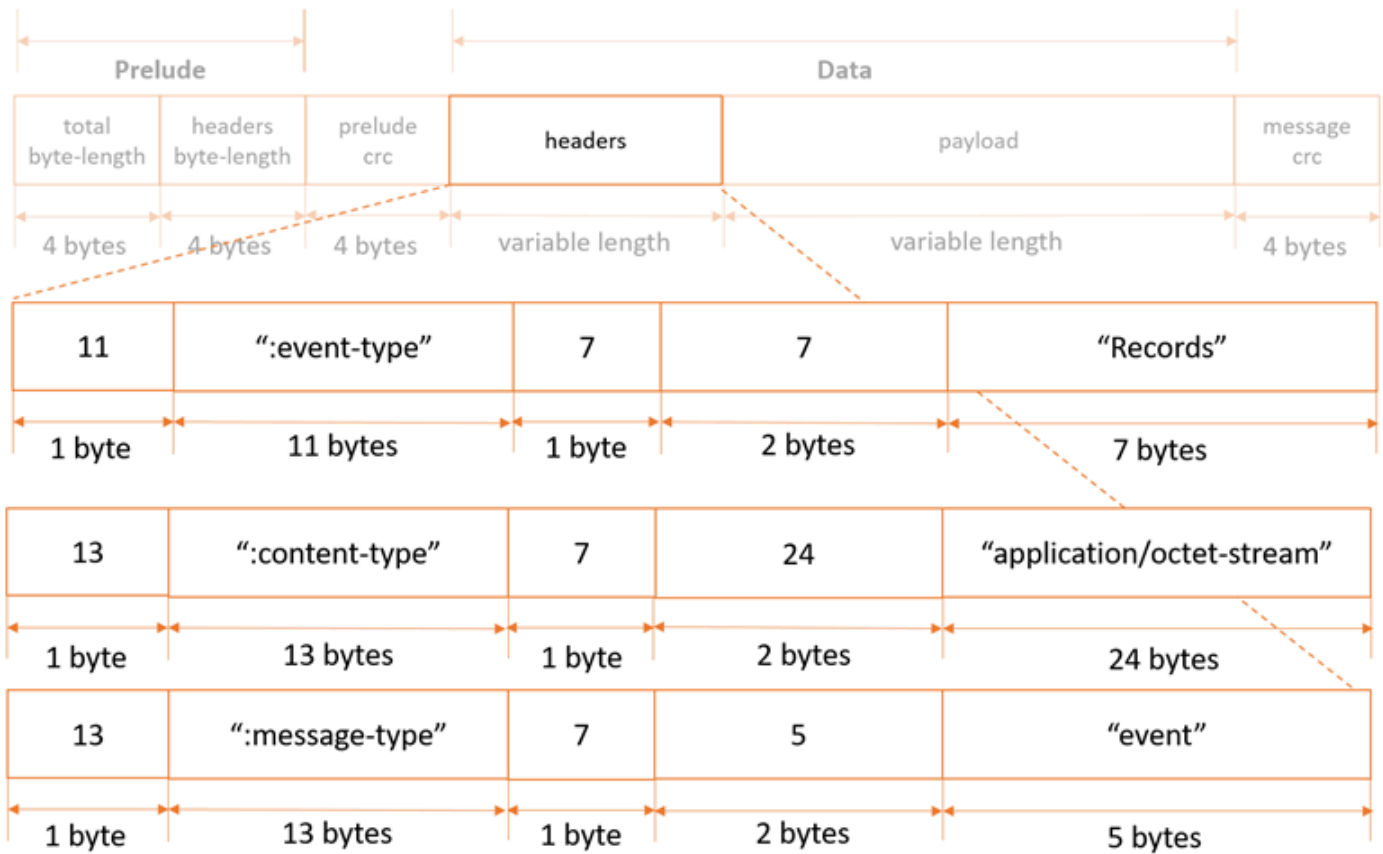 Prelude
Data
total
byte-length
headers
byte-length
prelude
crc
headers
payload
message
crc
4 bytes
4 bytes
4 bytes
variable length
variable length
4 bytes
11
“:event-type”
7
7
“Records”
1 byte
11 bytes
1 byte
2 bytes
7 bytes
13
“:content-type”
7
24
“application/octet-stream”
1 byte
13 bytes
1 byte
2 bytes
24 bytes
13
“:message-type”
7
5
“event”
1 byte
13 bytes
1 byte
2 bytes
5 bytes